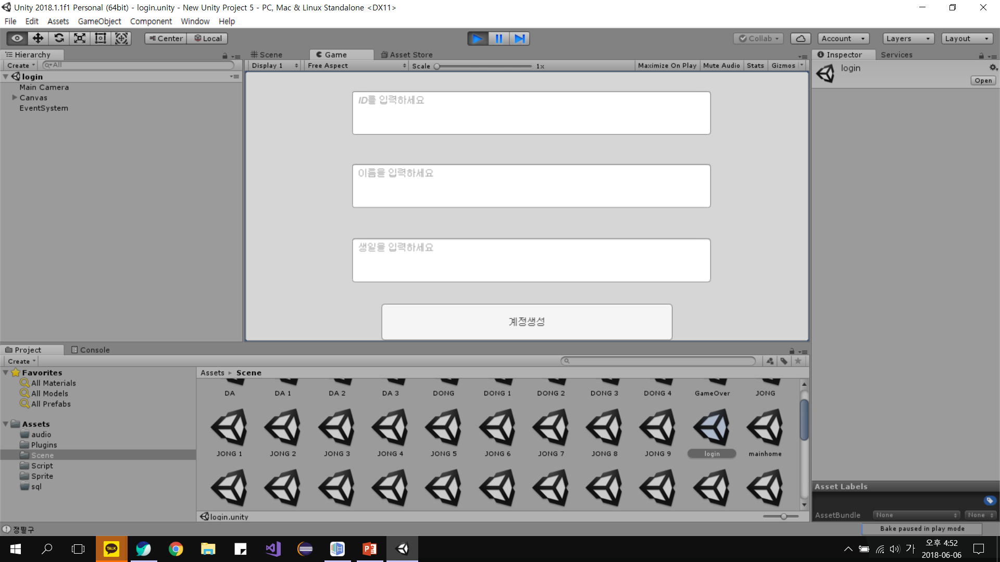 Unity 2018.1.1f1 Personal (64bit) - login.unity - New Unity Project 5 - PC, Mac & Linux Standalone <DX11>
File Edit Assets GameObject Component Window Help
Center Local Collab Account Layers Layout
Hierarchy
Create All
login
Main Camera
Canvas
EventSystem
Scene Game Asset Store
Display 1 Free Aspect Scale 1x Maximize On Play Mute Audio Stats Gizmos
ID를 입력하세요
이름을 입력하세요
생일을 입력하세요
계정생성
Inspector Services
login
Open
Project Console
Create
Favorites
All Materials
All Models
All Prefabs
Assets
audio
Plugins
Scene
Script
Sprite
sql
Assets Scene
DA DA 1 DA 2 DA 3 DONG DONG 1 DONG 2 DONG 3 DONG 4 GameOver JONG
JONG 1 JONG 2 JONG 3 JONG 4 JONG 5 JONG 6 JONG 7 JONG 8 JONG 9 login mainhome
login.unity
Asset Labels
AssetBundle None None
정필구
Bake paused in play mode
TALK
가
오후 4:52
2018-06-06